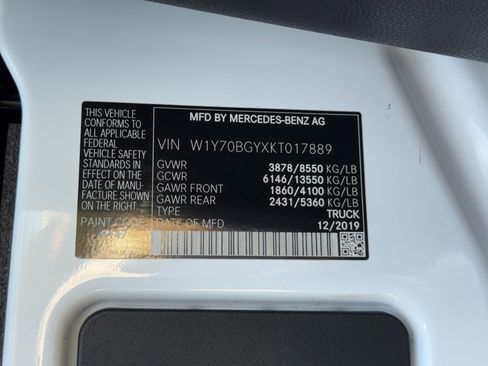 MFD BY MERCEDES-BENZ AG
THIS VEHICLE
CONFORMS TO
ALL APPLICABLE
FEDERAL
VEHICLE SAFETY
STANDARDS IN
EFFECT ON THE
DATE OF MANU-
FACTURE SHOWN
ON THE RIGHT.
PAINT CODE
VIN W1Y70BGYXKT017889
GVWR 3878/8550 KG/LB
GCWR 6146/13550 KG/LB
GAWR FRONT 1860/4100 KG/LB
GAWR REAR 2431/5360 KG/LB
TYPE TRUCK
DATE OF MFD 12/2019